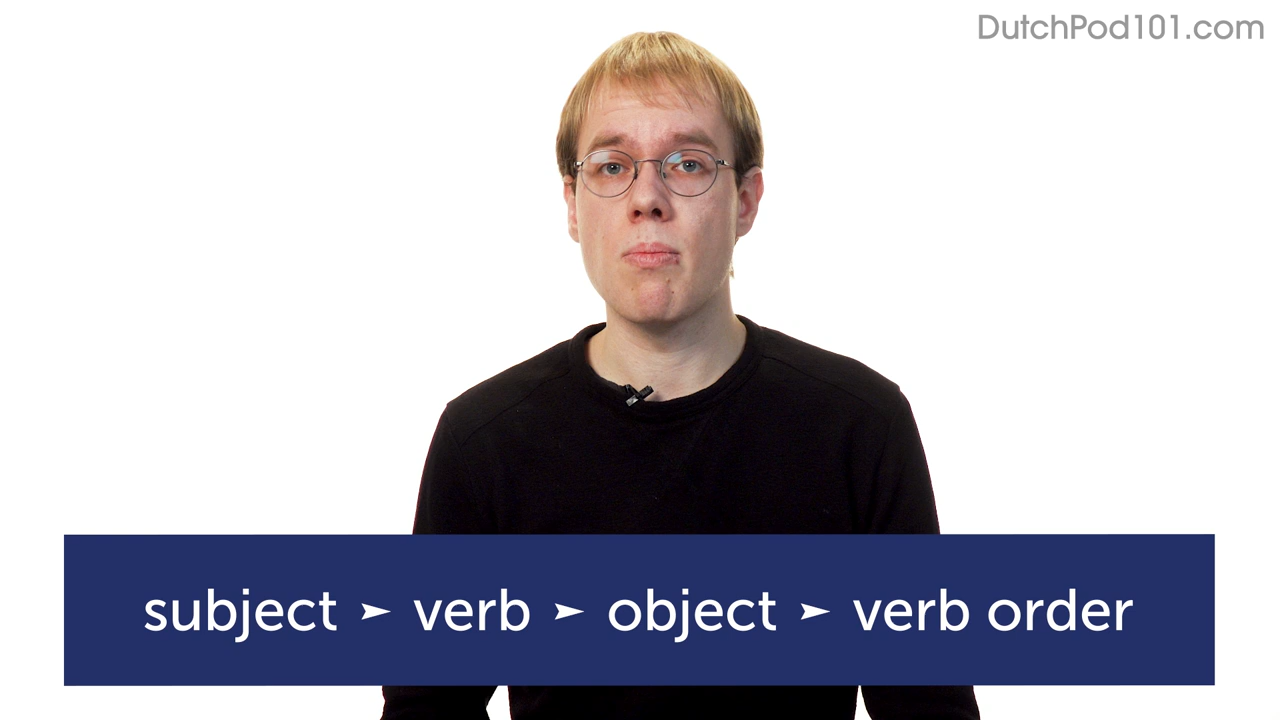 DutchPod101.com
subject ➤ verb ➤ object ➤ verb order